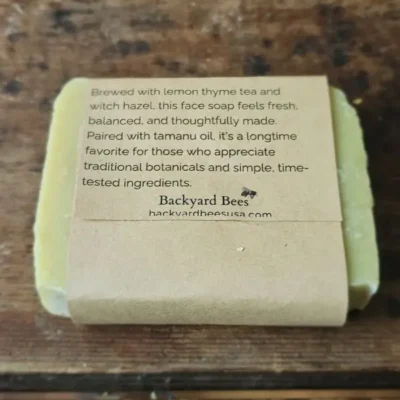 Brewed with lemon thyme tea and
witch hazel, this face soap feels fresh,
balanced, and thoughtfully made.
Paired with tamanu oil, it's a longtime
favorite for those who appreciate
traditional botanicals and simple, time-
tested ingredients.
Backyard Bees
backyardbeesusa.com